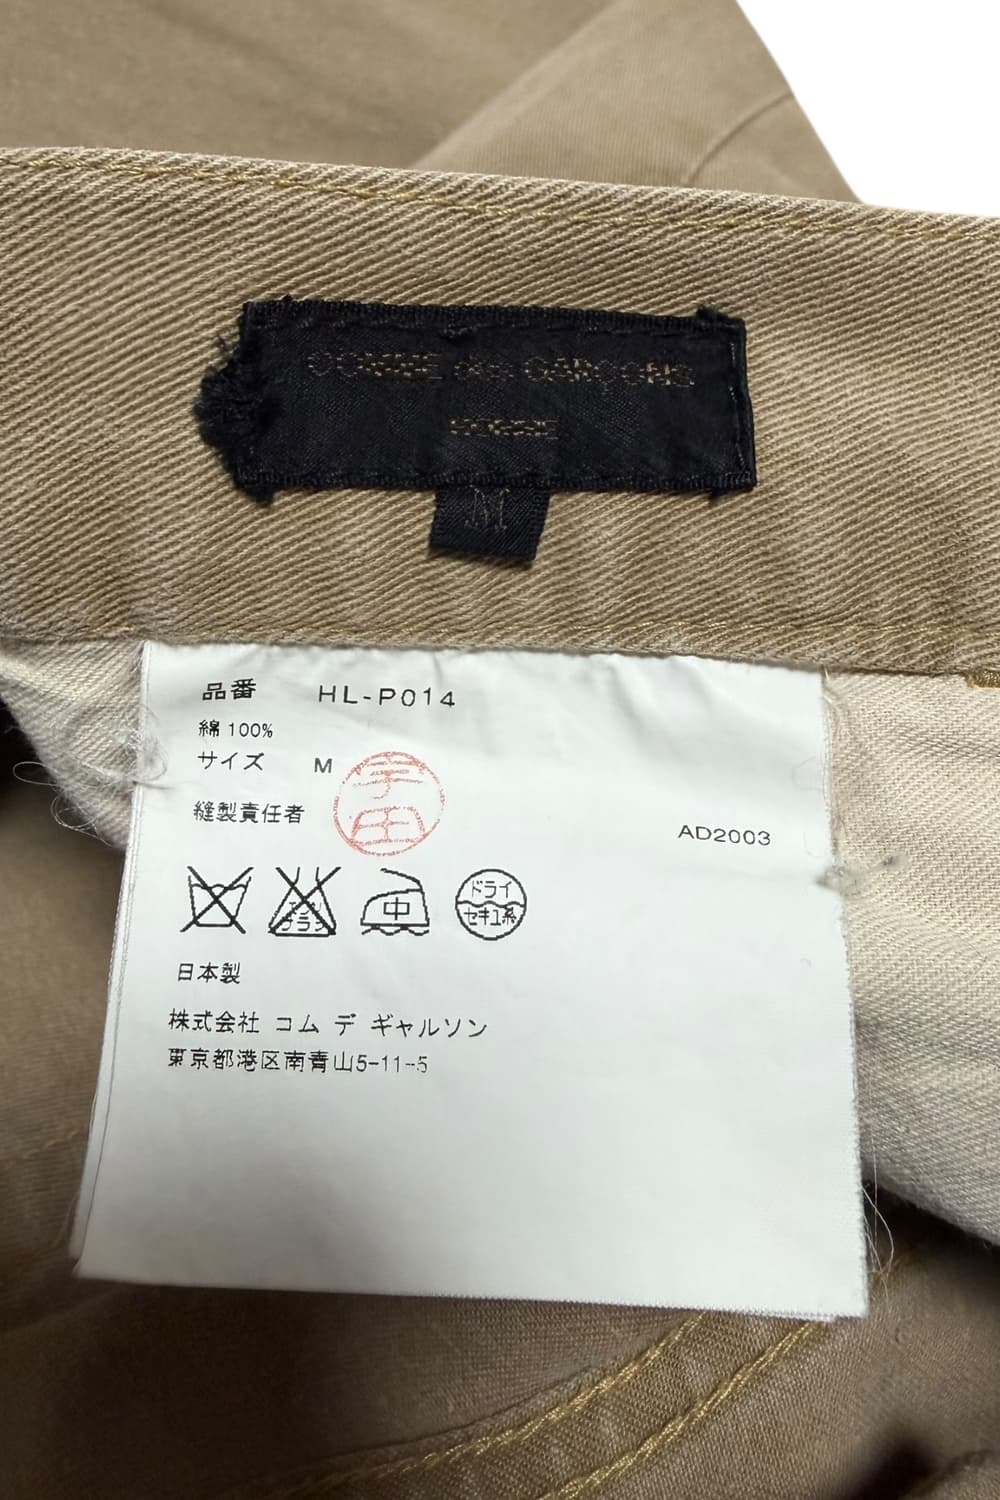 COMME des GARÇONS
HOMME
M
品番 HL-P014
綿 100%
サイズ M
縫製責任者
AD2003
中
ドライ
セキユ系
日本製
株式会社 コム デ ギャルソン
東京都港区南青山5-11-5